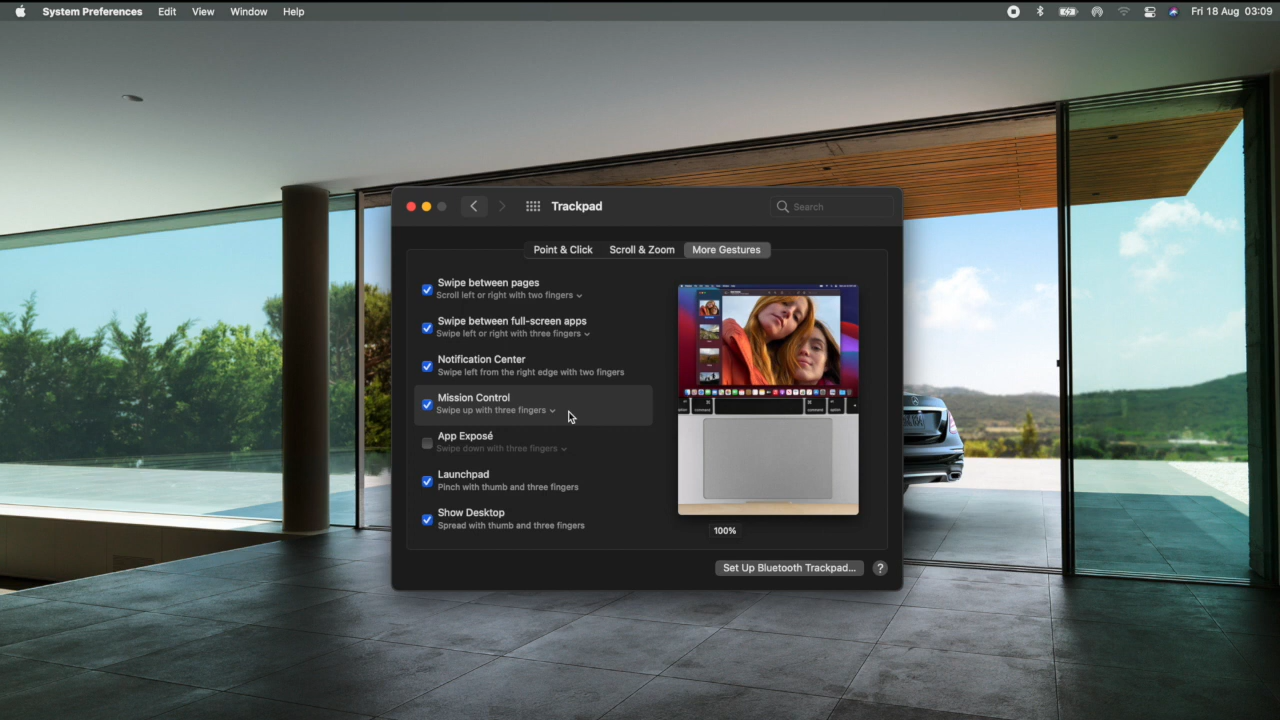 System Preferences Edit View Window Help Fri 18 Aug 03:09
Trackpad Search
Point & Click Scroll & Zoom More Gestures
Swipe between pages
Scroll left or right with two fingers
Swipe between full-screen apps
Swipe left or right with three fingers
Notification Center
Swipe left from the right edge with two fingers
Mission Control
Swipe up with three fingers
App Exposé
Swipe down with three fingers
Launchpad
Pinch with thumb and three fingers
Show Desktop
Spread with thumb and three fingers
command command
100%
Set Up Bluetooth Trackpad... ?